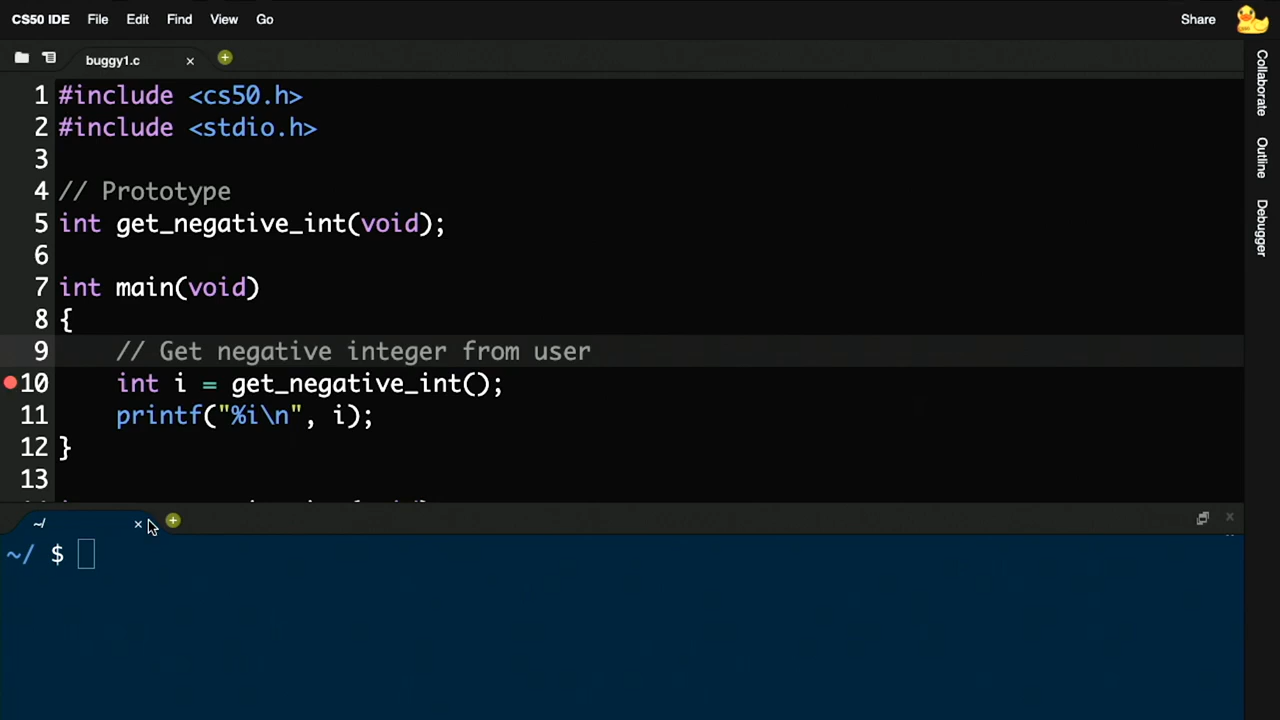 CS50 IDE File Edit Find View Go Share
buggy1.c
Collaborate
Outline
Debugger
1 #include <cs50.h>
2 #include <stdio.h>
3
4 // Prototype
5 int get_negative_int(void);
6
7 int main(void)
8 {
9 // Get negative integer from user
10 int i = get_negative_int();
11 printf("%i\n", i);
12 }
13
~/
~/ $